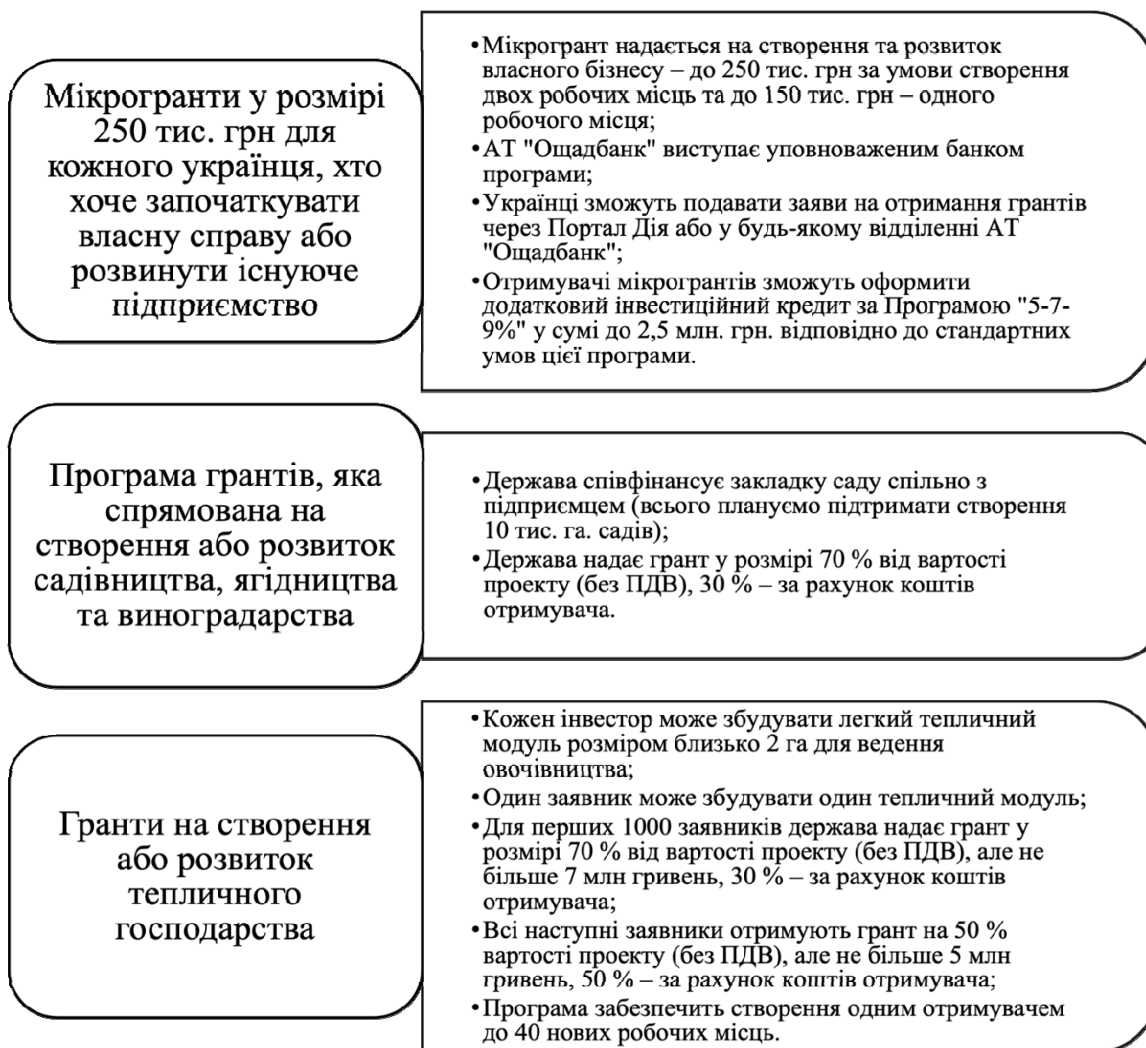 Мікрогранти у розмірі
250 тис. грн для
кожного українця, хто
хоче започаткувати
власну справу або
розвинути існуюче
підприємство
•Мікрогрант надається на створення та розвиток
власного бізнесу – до 250 тис. грн за умови створення
двох робочих місць та до 150 тис. грн – одного
робочого місця;
•АТ "Ощадбанк" виступає уповноваженим банком
програми;
•Українці зможуть подавати заяви на отримання грантів
через Портал Дія або у будь-якому відділенні АТ
"Ощадбанк";
•Отримувачі мікрогрантів зможуть оформити
додатковий інвестиційний кредит за Програмою "5-7-
9%" у сумі до 2,5 млн. грн. відповідно до стандартних
умов цієї програми.
Програма грантів, яка
спрямована на
створення або розвиток
садівництва, ягідництва
та виноградарства
•Держава співфінансує закладку саду спільно з
підприємцем (всього плануємо підтримати створення
10 тис. га. садів);
•Держава надає грант у розмірі 70 % від вартості
проекту (без ПДВ), 30 % – за рахунок коштів
отримувача.
Гранти на створення
або розвиток
тепличного
господарства
•Кожен інвестор може збудувати легкий тепличний
модуль розміром близько 2 га для ведення
овочівництва;
•Один заявник може збудувати один тепличний модуль;
•Для перших 1000 заявників держава надає грант у
розмірі 70 % від вартості проекту (без ПДВ), але не
більше 7 млн гривень, 30 % – за рахунок коштів
отримувача;
•Всі наступні заявники отримують грант на 50 %
вартості проекту (без ПДВ), але не більше 5 млн
гривень, 50 % – за рахунок коштів отримувача;
•Програма забезпечить створення одним отримувачем
до 40 нових робочих місць.